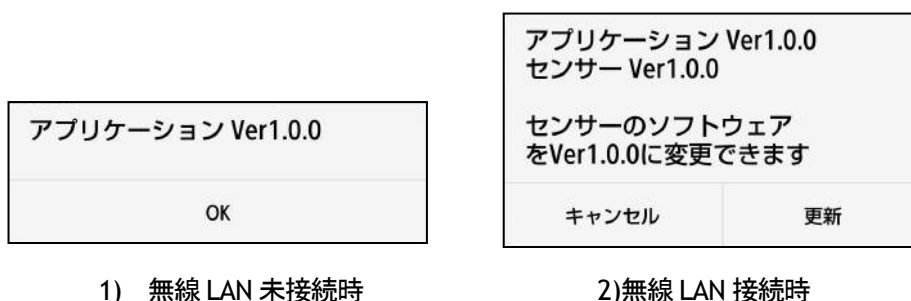 アプリケーション Ver1.0.0
OK
1) 無線 LAN 未接続時
アプリケーション Ver1.0.0
センサー Ver1.0.0
センサーのソフトウェア
をVer1.0.0に変更できます
キャンセル
更新
2)無線 LAN 接続時